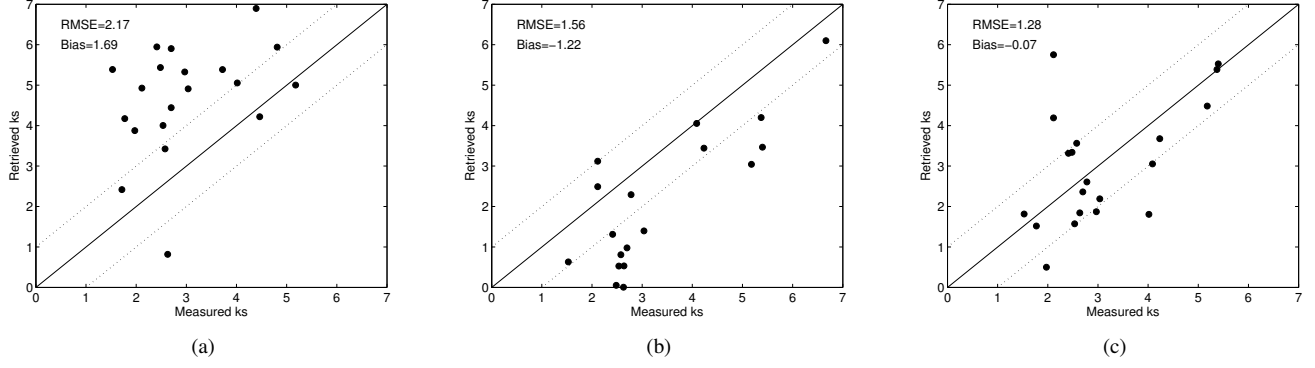 RMSE=2.17
Bias=1.69
Retrieved ks
7
6
5
4
3
2
1
0
0 1 2 3 4 5 6 7
Measured ks
(a)
RMSE=1.56
Bias=−1.22
Retrieved ks
7
6
5
4
3
2
1
0
0 1 2 3 4 5 6 7
Measured ks
(b)
RMSE=1.28
Bias=−0.07
Retrieved ks
7
6
5
4
3
2
1
0
0 1 2 3 4 5 6 7
Measured ks
(c)